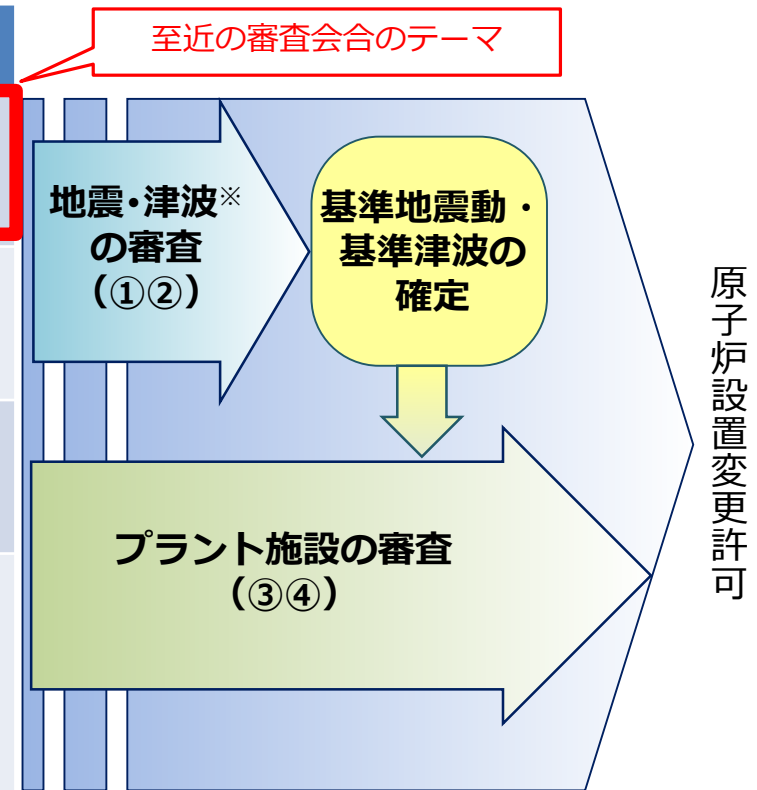 至近の審査会合のテーマ
地震・津波※
の審査
（①②）
基準地震動・
基準津波の
確定
プラント施設の審査
（③④）
原子炉設置変更許可